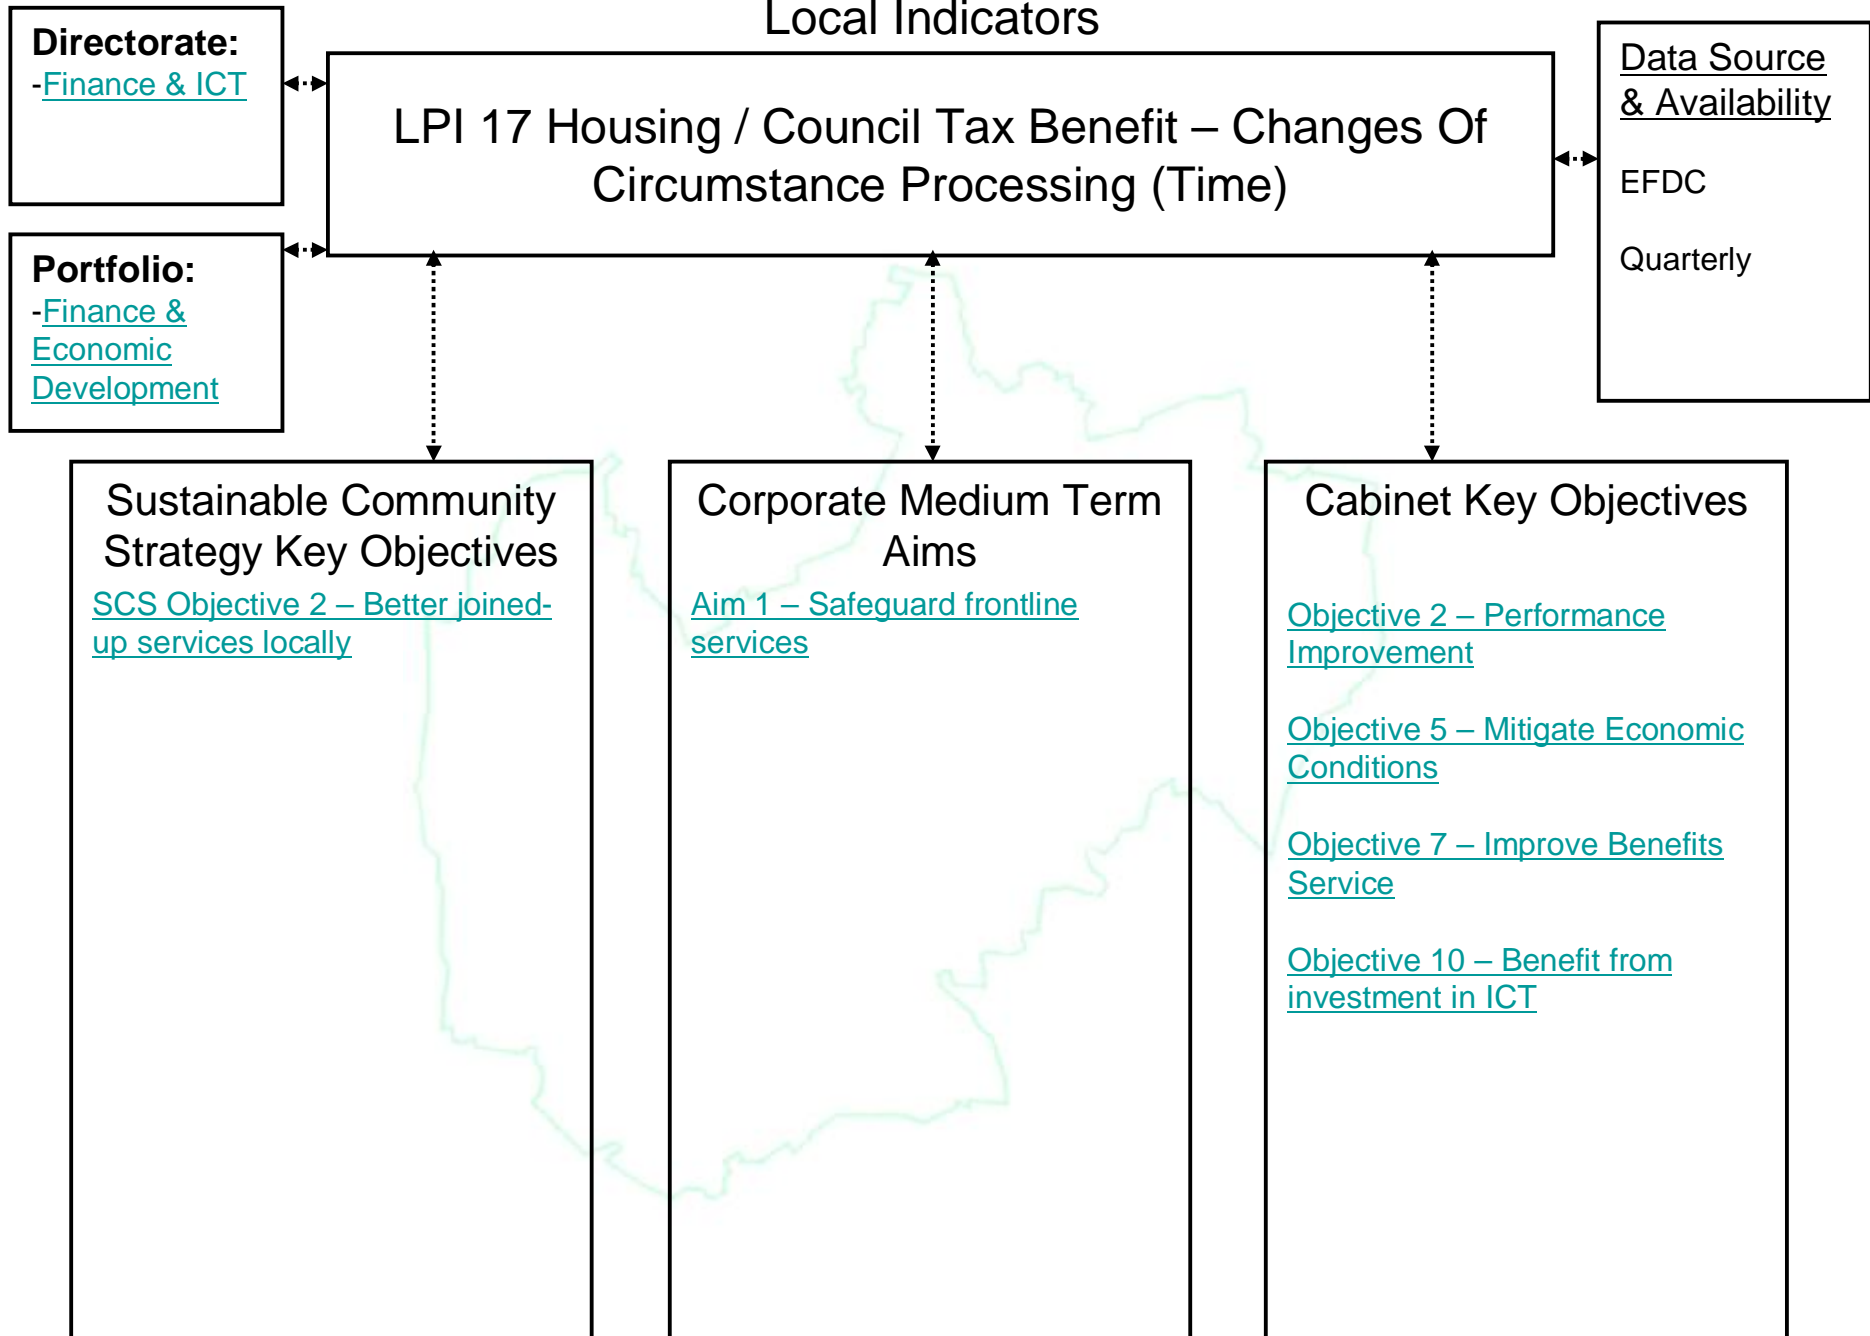 Local Indicators
Directorate:
-Finance & ICT
LPI 17 Housing / Council Tax Benefit – Changes Of
Circumstance Processing (Time)
Data Source
& Availability
EFDC
Quarterly
Portfolio:
-Finance &
Economic
Development
Sustainable Community
Strategy Key Objectives
SCS Objective 2 – Better joined-
up services locally
Corporate Medium Term
Aims
Aim 1 – Safeguard frontline
services
Cabinet Key Objectives
Objective 2 – Performance
Improvement
Objective 5 – Mitigate Economic
Conditions
Objective 7 – Improve Benefits
Service
Objective 10 – Benefit from
investment in ICT